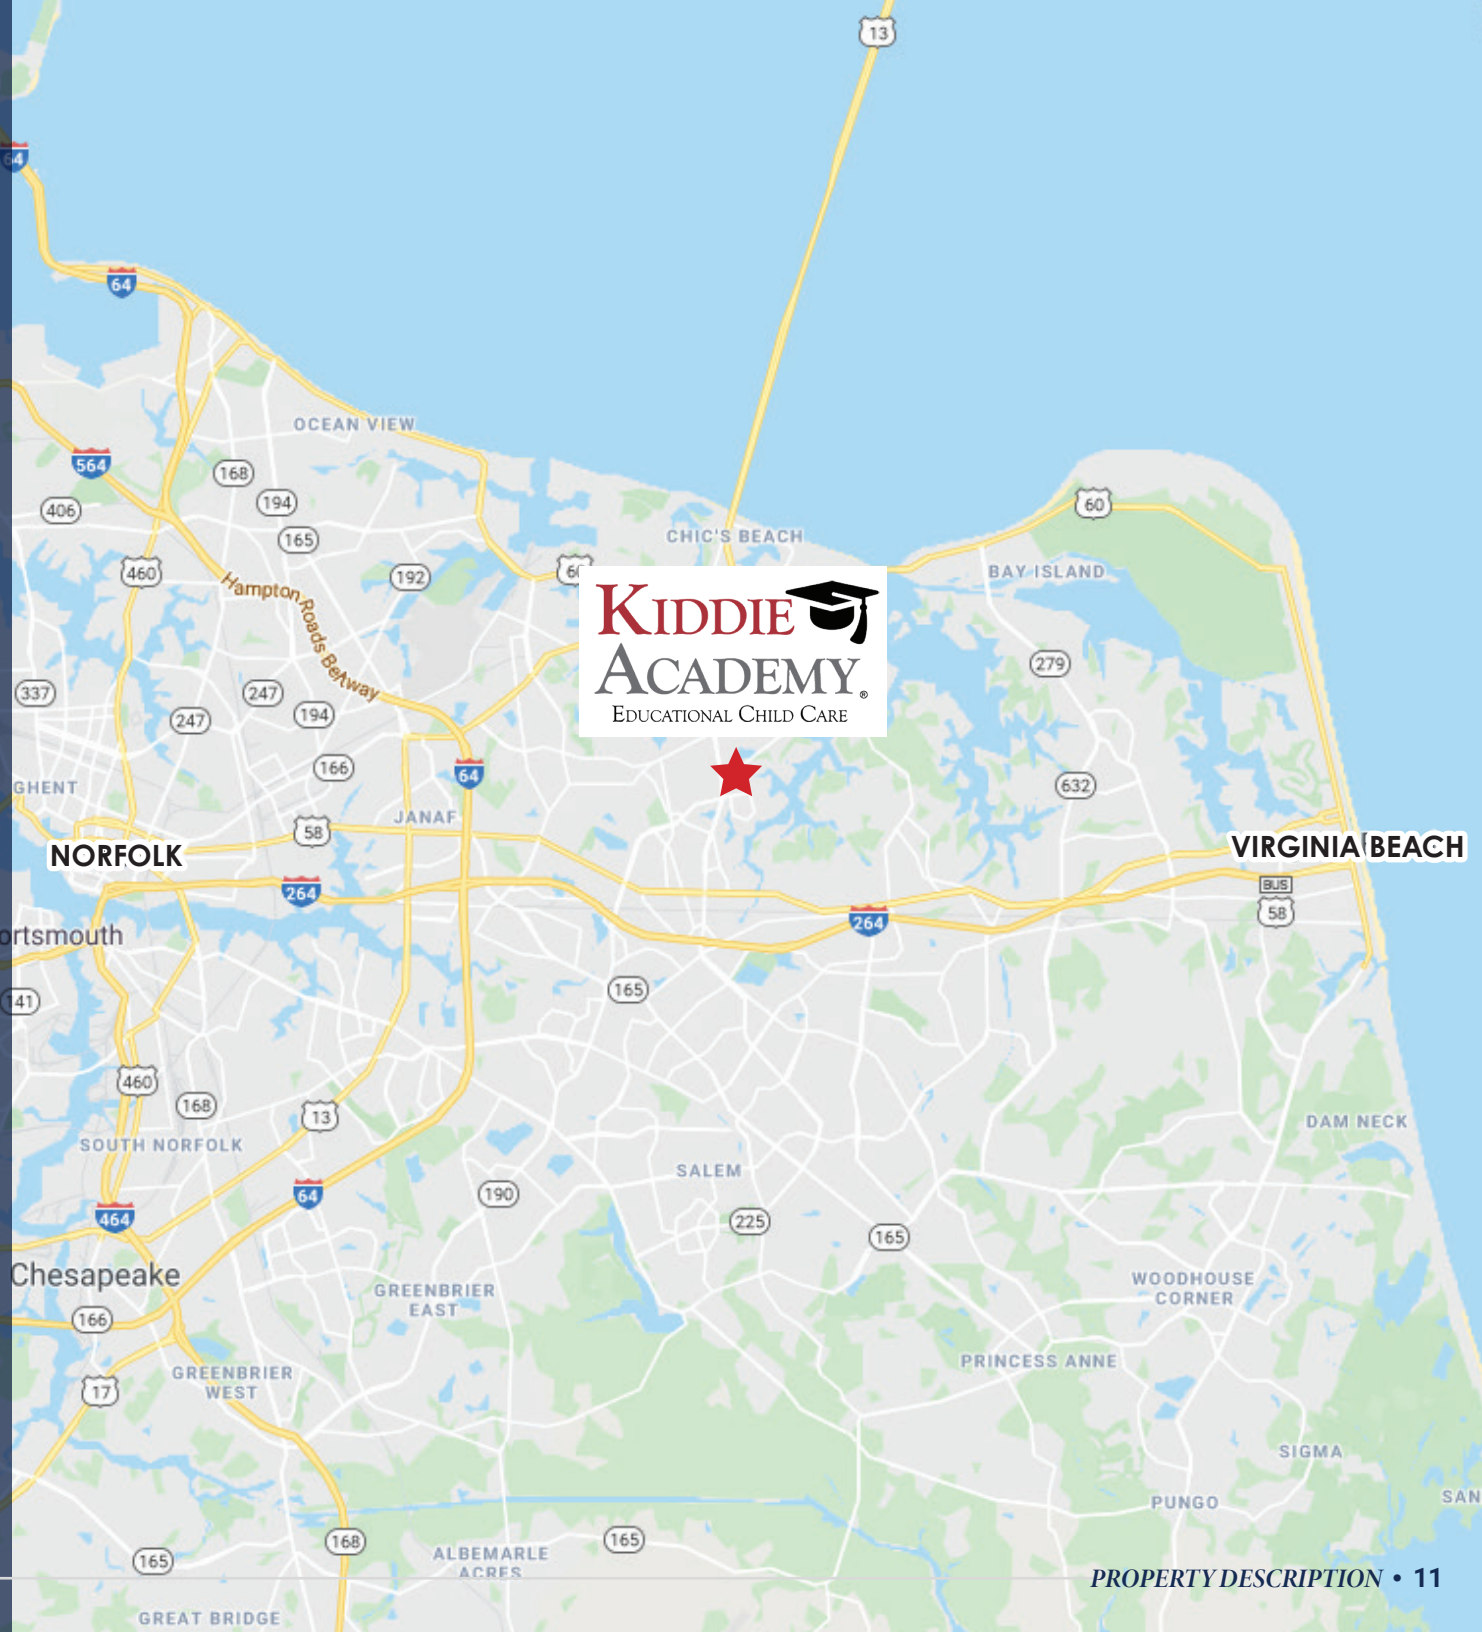 13
64
64
OCEAN VIEW
564
168
194
406
165
60
CHIC'S BEACH
460
192
BAY ISLAND
Hampton Roads Beltway
KIDDIE
ACADEMY®
EDUCATIONAL CHILD CARE
279
337
247
194
247
166
64
632
GHENT
JANAF
58
NORFOLK
VIRGINIA BEACH
264
BUS
58
264
ortsmouth
165
141
460
168
13
DAM NECK
SOUTH NORFOLK
SALEM
64
190
464
225
165
Chesapeake
WOODHOUSE
CORNER
GREENBRIER
EAST
166
PRINCESS ANNE
GREENBRIER
WEST
17
SIGMA
SAN
PUNGO
168
165
165
ALBEMARLE
ACRES
PROPERTY DESCRIPTION • 11
GREAT BRIDGE